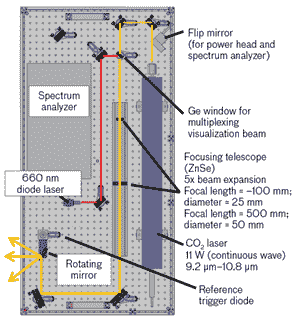 Flip mirror
(for power head and
spectrum analyzer)
Spectrum
analyzer
Ge window for
multiplexing
visualization beam
Focusing telescope
(ZnSe)
5x beam expansion
Focal length = –100 mm;
diameter = 25 mm
Focal length = 500 mm;
diameter = 50 mm
660 nm
diode laser
CO₂ laser
11 W (continuous wave)
9.2 µm–10.8 µm
Rotating
mirror
Reference
trigger diode